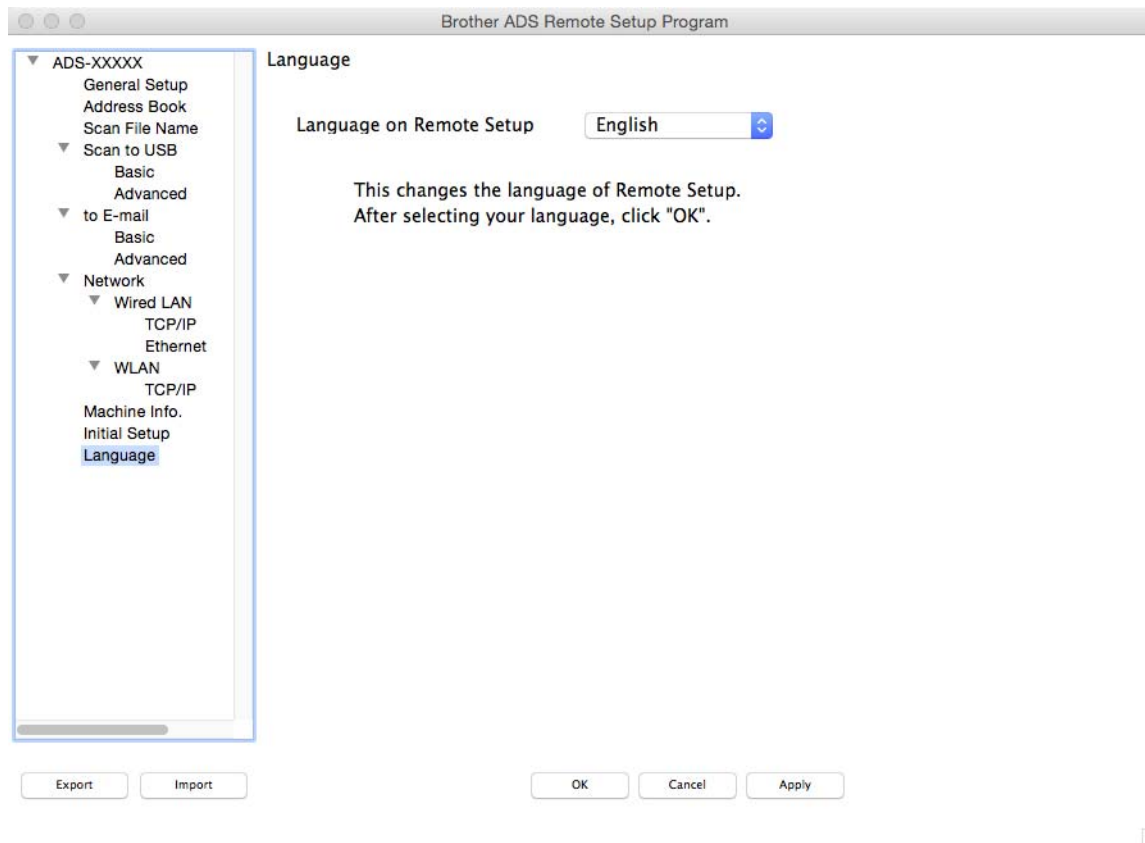 Brother ADS Remote Setup Program
ADS-XXXXX
General Setup
Address Book
Scan File Name
Scan to USB
Basic
Advanced
to E-mail
Basic
Advanced
Network
Wired LAN
TCP/IP
Ethernet
WLAN
TCP/IP
Machine Info.
Initial Setup
Language
Language
Language on Remote Setup English
This changes the language of Remote Setup.
After selecting your language, click "OK".
Export Import OK Cancel Apply